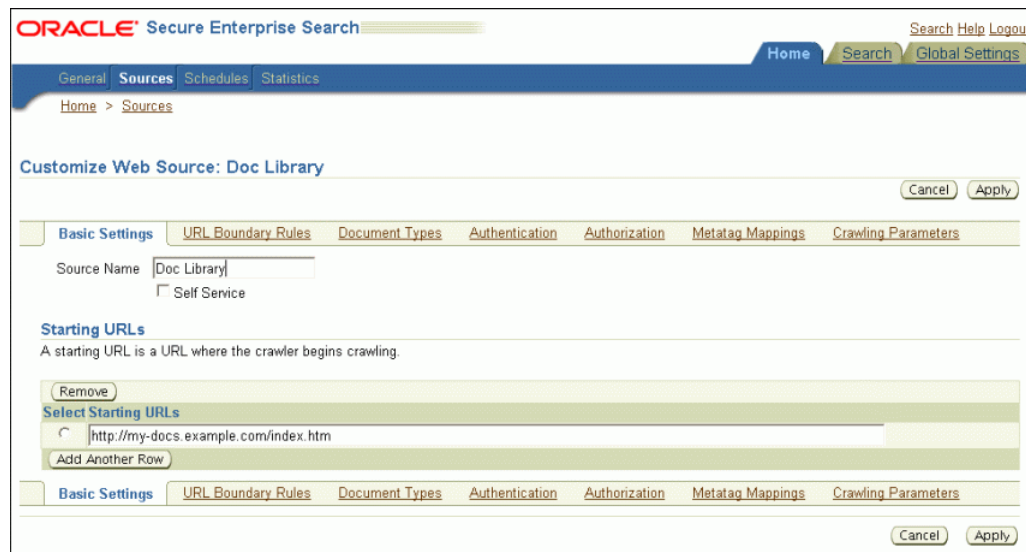 ORACLE Secure Enterprise Search
Search Help Logou
Home Search Global Settings
General Sources Schedules Statistics
Home > Sources
Customize Web Source: Doc Library
Cancel Apply
Basic Settings URL Boundary Rules Document Types Authentication Authorization Metatag Mappings Crawling Parameters
Source Name Doc Library
Self Service
Starting URLs
A starting URL is a URL where the crawler begins crawling.
Remove
Select Starting URLs
http://my-docs.example.com/index.htm
Add Another Row
Basic Settings URL Boundary Rules Document Types Authentication Authorization Metatag Mappings Crawling Parameters
Cancel Apply